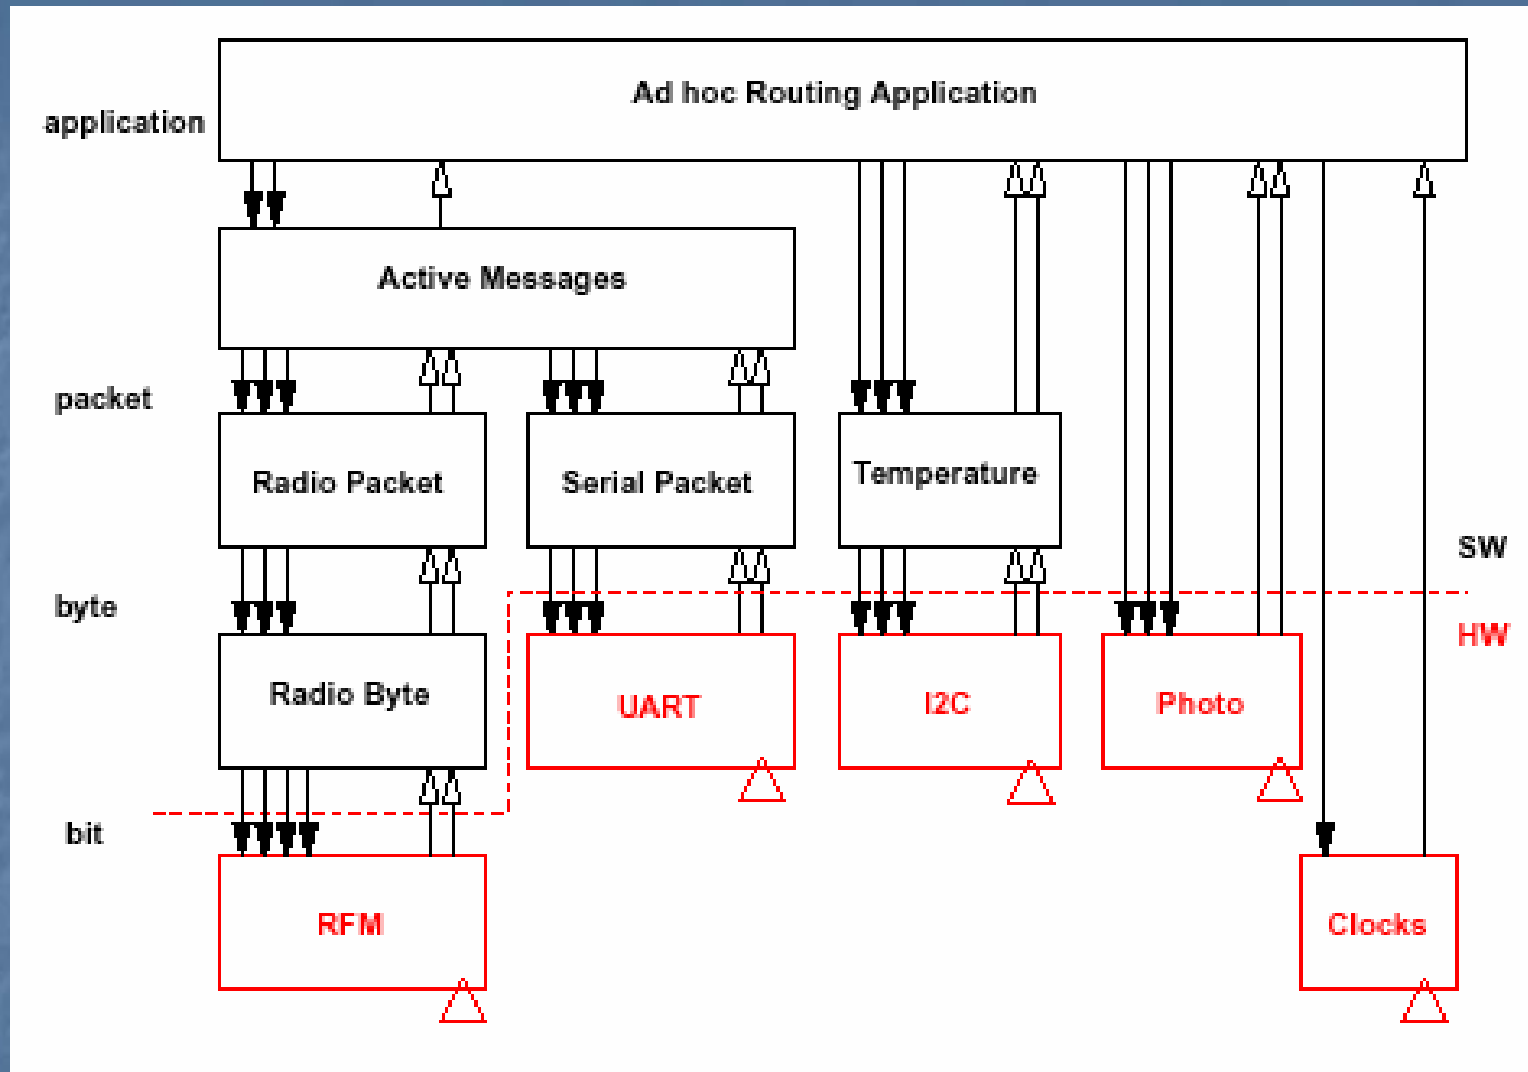 Ad hoc Routing Application
application
Active Messages
packet
Radio Packet
Serial Packet
Temperature
SW
byte
HW
Radio Byte
UART
I2C
Photo
bit
RFM
Clocks